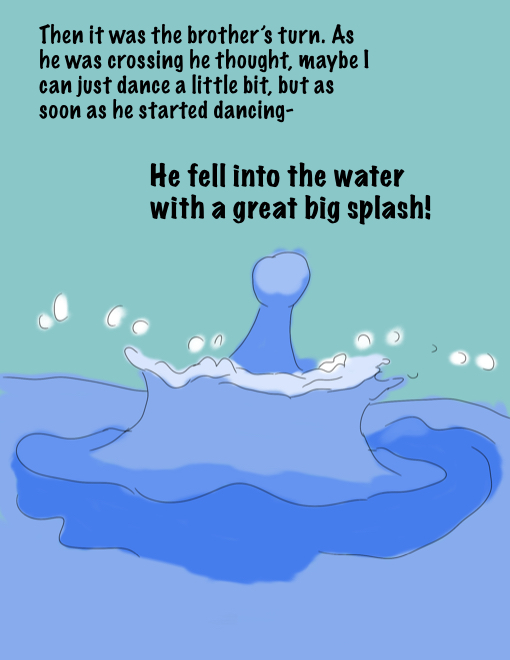 Then it was the brother's turn. As
he was crossing he thought, maybe I
can just dance a little bit, but as
soon as he started dancing-
He fell into the water
with a great big splash!